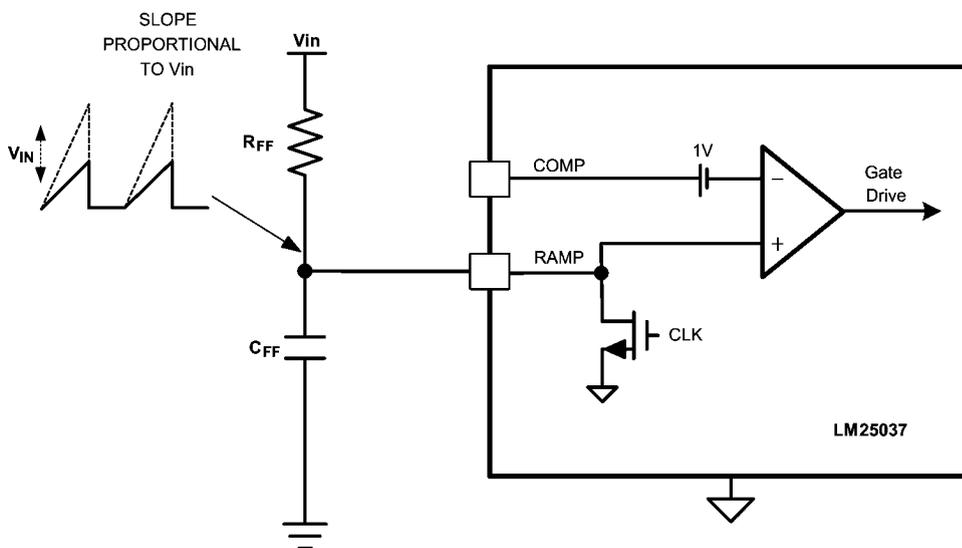 SLOPE
PROPORTIONAL
TO Vin
Vin
VIN
RFF
COMP
1V
−
Gate
Drive
+
RAMP
CFF
CLK
LM25037